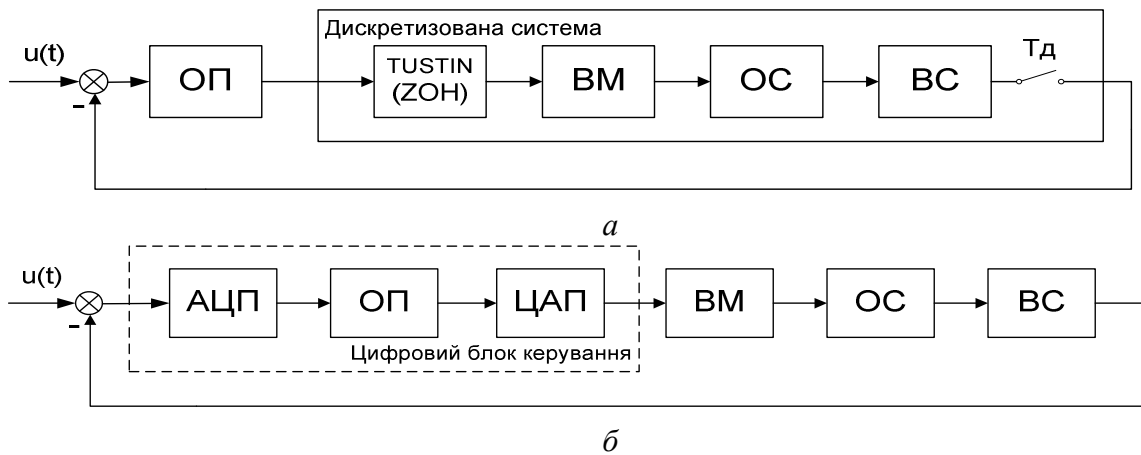 Дискретизована система
u(t)
ОП
TUSTIN
(ZOH)
ВМ
ОС
ВС
Тд
-
а
u(t)
АЦП
ОП
ЦАП
ВМ
ОС
ВС
-
Цифровий блок керування
б